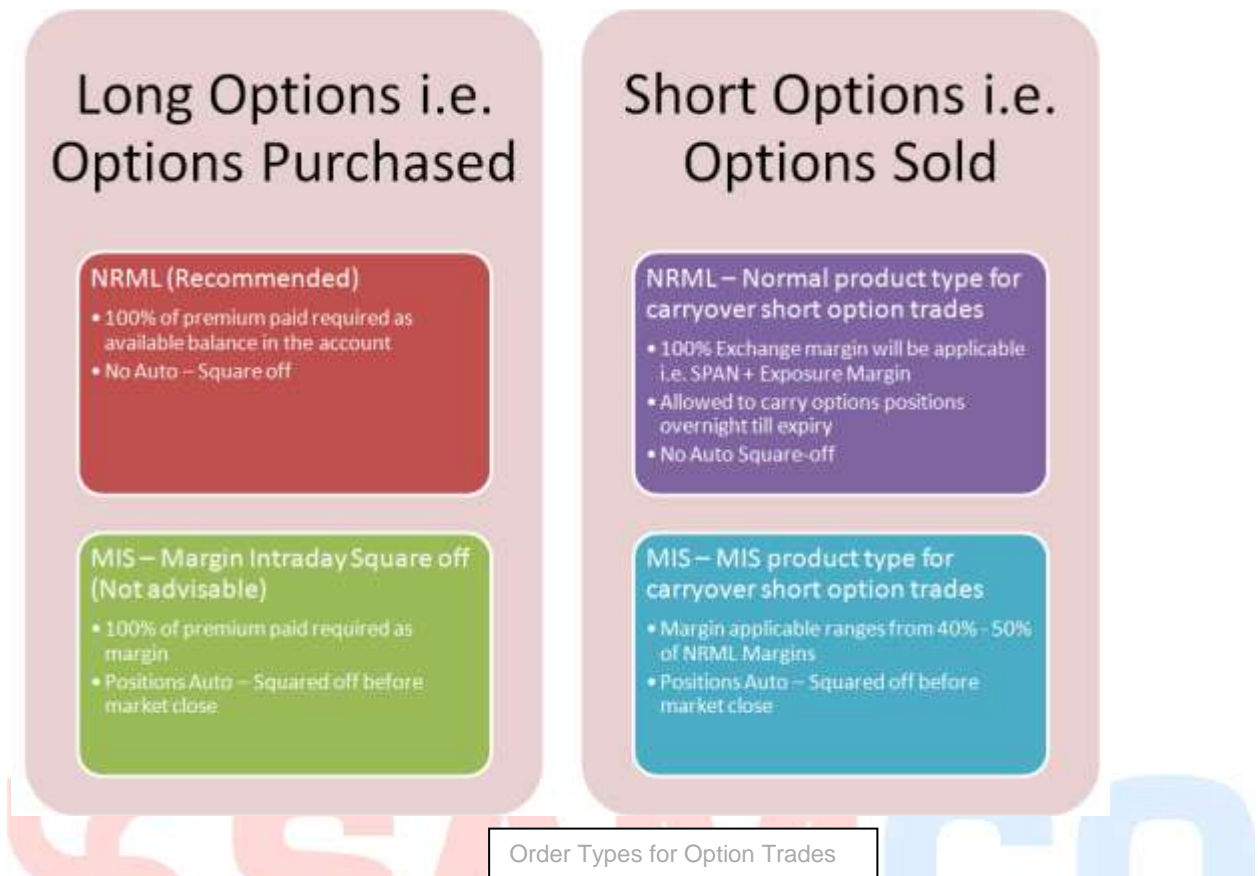 Long Options i.e.
Options Purchased
NRML (Recommended)
• 100% of premium paid required as
available balance in the account
• No Auto – Square off
MIS – Margin Intraday Square off
(Not advisable)
• 100% of premium paid required as
margin
• Positions Auto – Squared off before
market close
Short Options i.e.
Options Sold
NRML – Normal product type for
carryover short option trades
• 100% Exchange margin will be applicable
i.e. SPAN + Exposure Margin
• Allowed to carry options positions
overnight till expiry
• No Auto Square-off
MIS – MIS product type for
carryover short option trades
• Margin applicable ranges from 40% - 50%
of NRML Margins
• Positions Auto – Squared off before
market close
Order Types for Option Trades